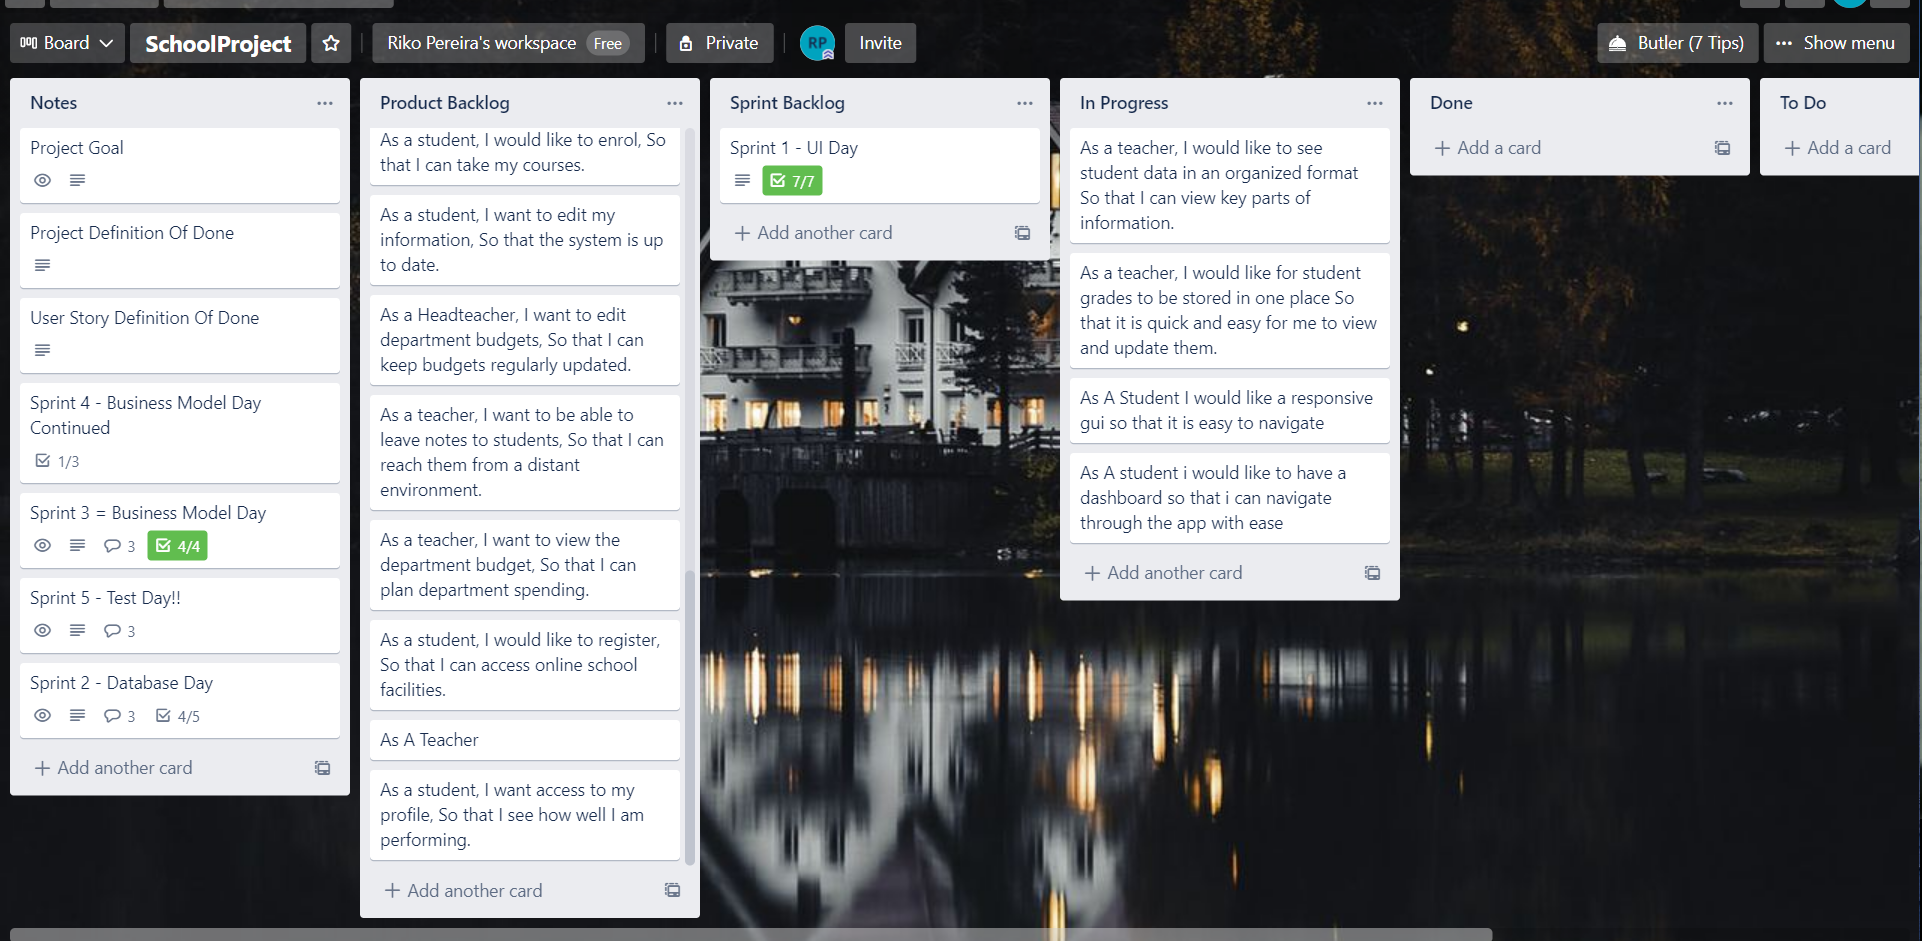 Board
SchoolProject
Riko Pereira's workspace Free
Private
RP
Invite
Butler (7 Tips)
Show menu
Notes
Project Goal
Project Definition Of Done
User Story Definition Of Done
Sprint 4 - Business Model Day
Continued
1/3
Sprint 3 = Business Model Day
3 4/4
Sprint 5 - Test Day!!
3
Sprint 2 - Database Day
3 4/5
+ Add another card
Product Backlog
As a student, I would like to enrol, So
that I can take my courses.
As a student, I want to edit my
information, So that the system is up
to date.
As a Headteacher, I want to edit
department budgets, So that I can
keep budgets regularly updated.
As a teacher, I want to be able to
leave notes to students, So that I can
reach them from a distant
environment.
As a teacher, I want to view the
department budget, So that I can
plan department spending.
As a student, I would like to register,
So that I can access online school
facilities.
As A Teacher
As a student, I want access to my
profile, So that I see how well I am
performing.
+ Add another card
Sprint Backlog
Sprint 1 - UI Day
7/7
+ Add another card
In Progress
As a teacher, I would like to see
student data in an organized format
So that I can view key parts of
information.
As a teacher, I would like for student
grades to be stored in one place So
that it is quick and easy for me to view
and update them.
As A Student I would like a responsive
gui so that it is easy to navigate
As A student i would like to have a
dashboard so that i can navigate
through the app with ease
+ Add another card
Done
+ Add a card
To Do
+ Add a card